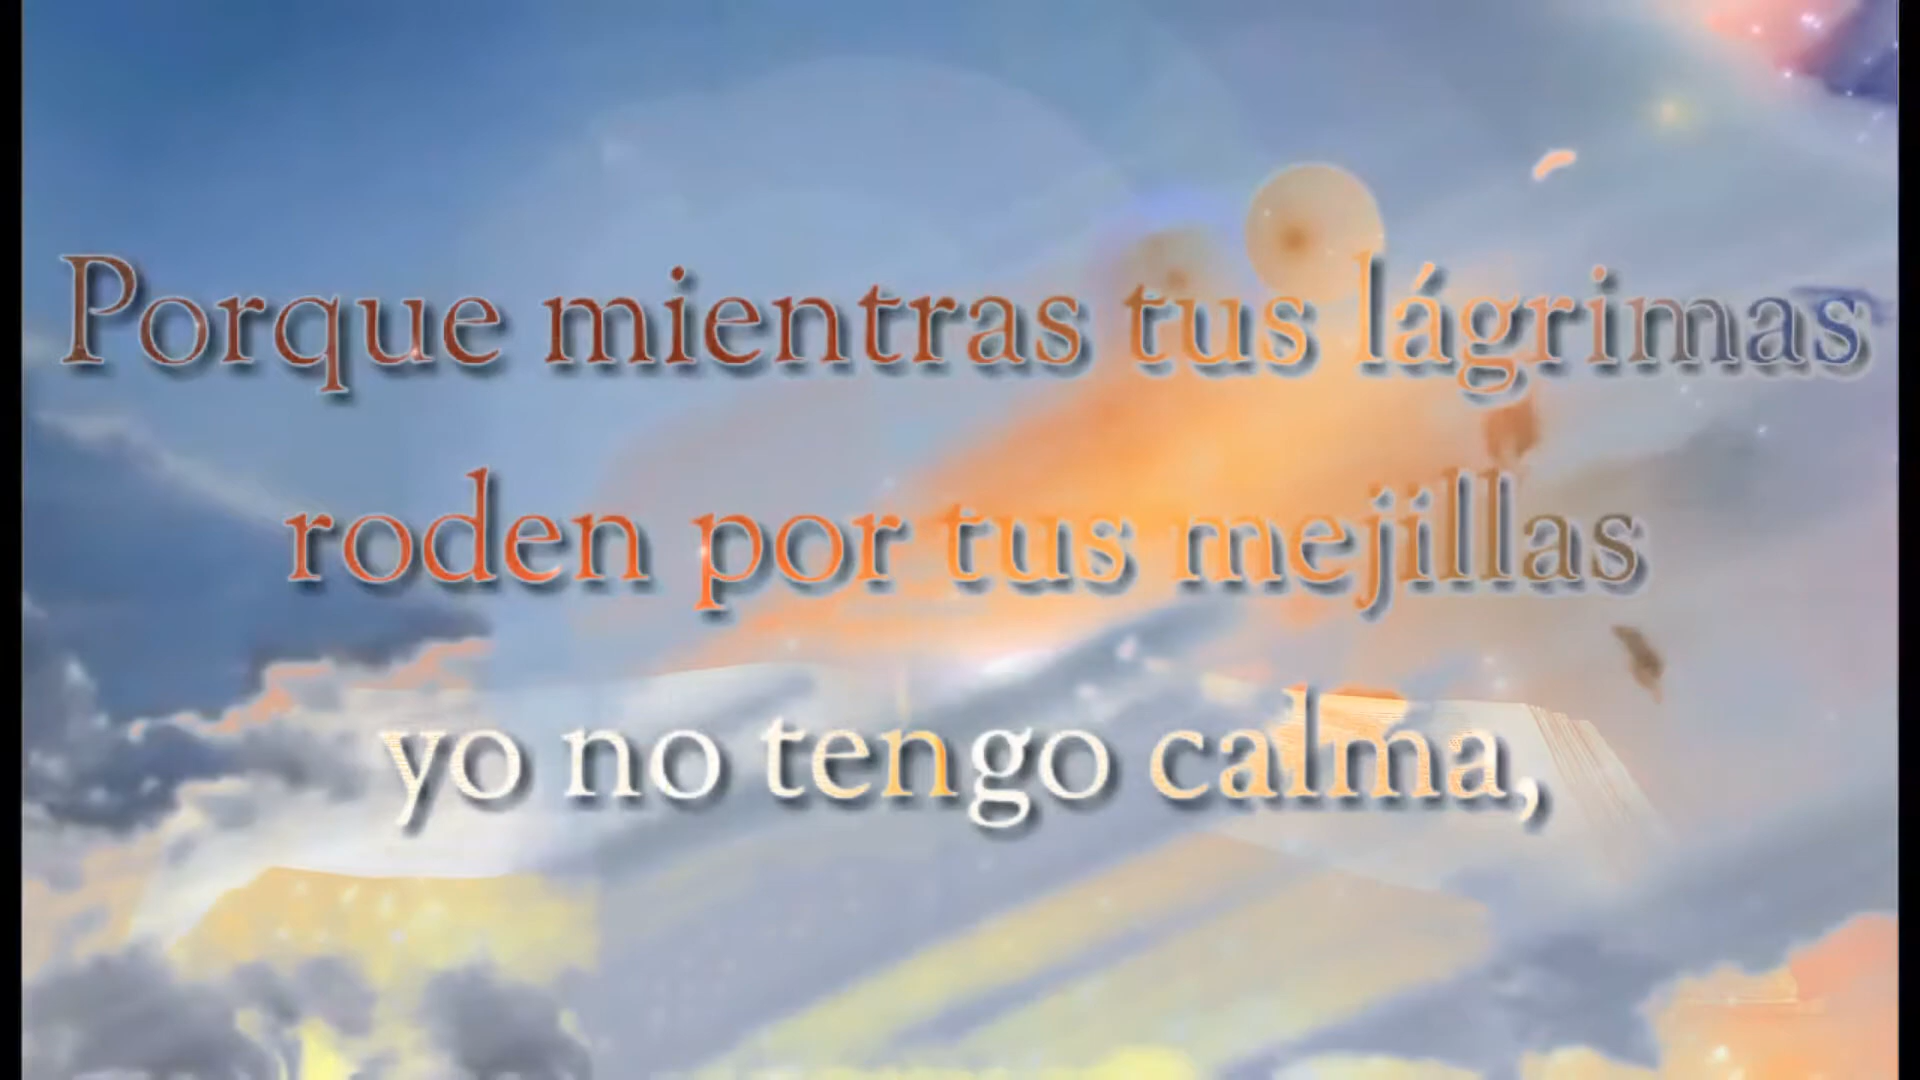 Porque mientras tus lágrimas
roden por tus mejillas
yo no tengo calma,